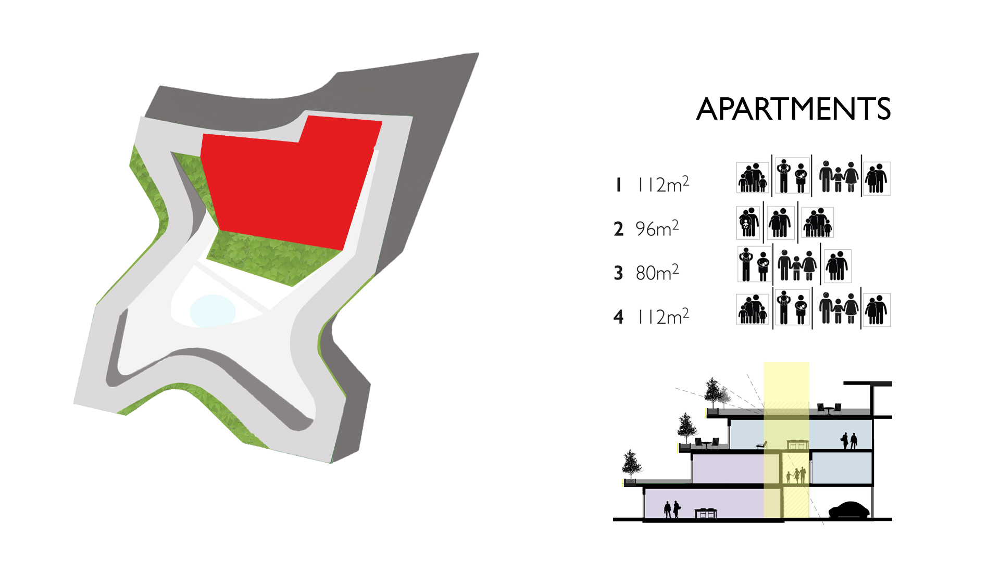 APARTMENTS
1 112m²
2 96m²
3 80m²
4 112m²